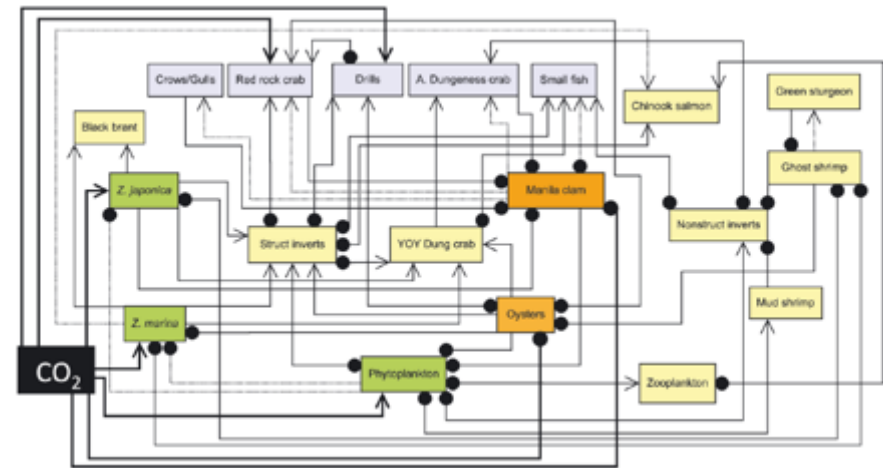 Crows/Gulls
Red rock crab
Drills
A. Dungeness crab
Small fish
Chinook salmon
Green sturgeon
Black brant
Ghost shrimp
Z. japonica
Manila clam
Nonstruct inverts
Struct inverts
YOY Dung crab
Mud shrimp
Z. marina
Oysters
CO₂
Phytoplankton
Zooplankton